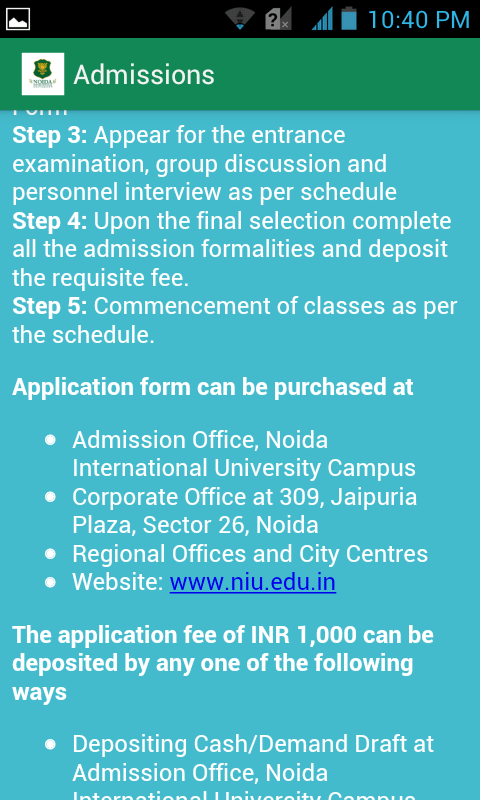 10:40 PM
Admissions
Form
Step 3: Appear for the entrance
examination, group discussion and
personnel interview as per schedule
Step 4: Upon the final selection complete
all the admission formalities and deposit
the requisite fee.
Step 5: Commencement of classes as per
the schedule.
Application form can be purchased at
Admission Office, Noida
International University Campus
Corporate Office at 309, Jaipuria
Plaza, Sector 26, Noida
Regional Offices and City Centres
Website: www.niu.edu.in
The application fee of INR 1,000 can be
deposited by any one of the following
ways
Depositing Cash/Demand Draft at
Admission Office, Noida
International University Campus